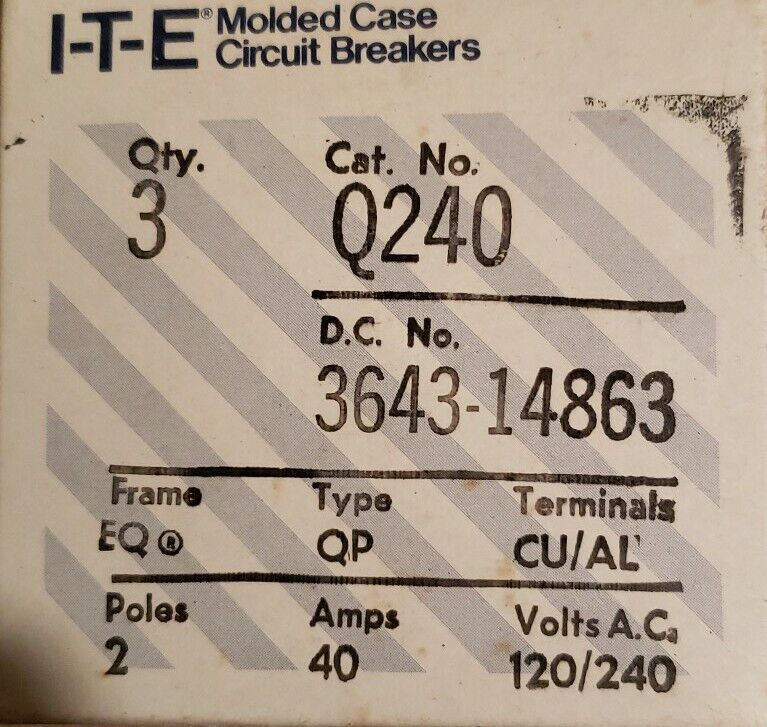 I-T-E® Molded Case
Circuit Breakers
Qty. Cat. No.
3 Q240
D.C. No.
3643-14863
Frame Type Terminals
EQ® QP CU/AL
Poles Amps Volts A.C.
2 40 120/240